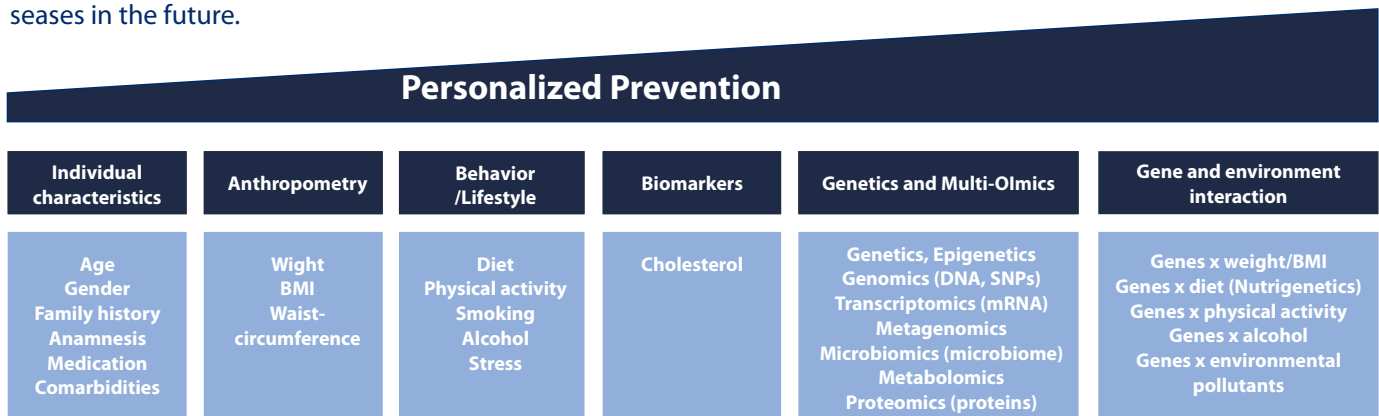 seases in the future.
Personalized Prevention
Individual
characteristics
Age
Gender
Family history
Anamnesis
Medication
Comarbidities
Anthropometry
Wight
BMI
Waist-
circumference
Behavior
/Lifestyle
Diet
Physical activity
Smoking
Alcohol
Stress
Biomarkers
Cholesterol
Genetics and Multi-Olmics
Genetics, Epigenetics
Genomics (DNA, SNPs)
Transcriptomics (mRNA)
Metagenomics
Microbiomics (microbiome)
Metabolomics
Proteomics (proteins)
Gene and environment
interaction
Genes x weight/BMI
Genes x diet (Nutrigenetics)
Genes x physical activity
Genes x alcohol
Genes x environmental
pollutants